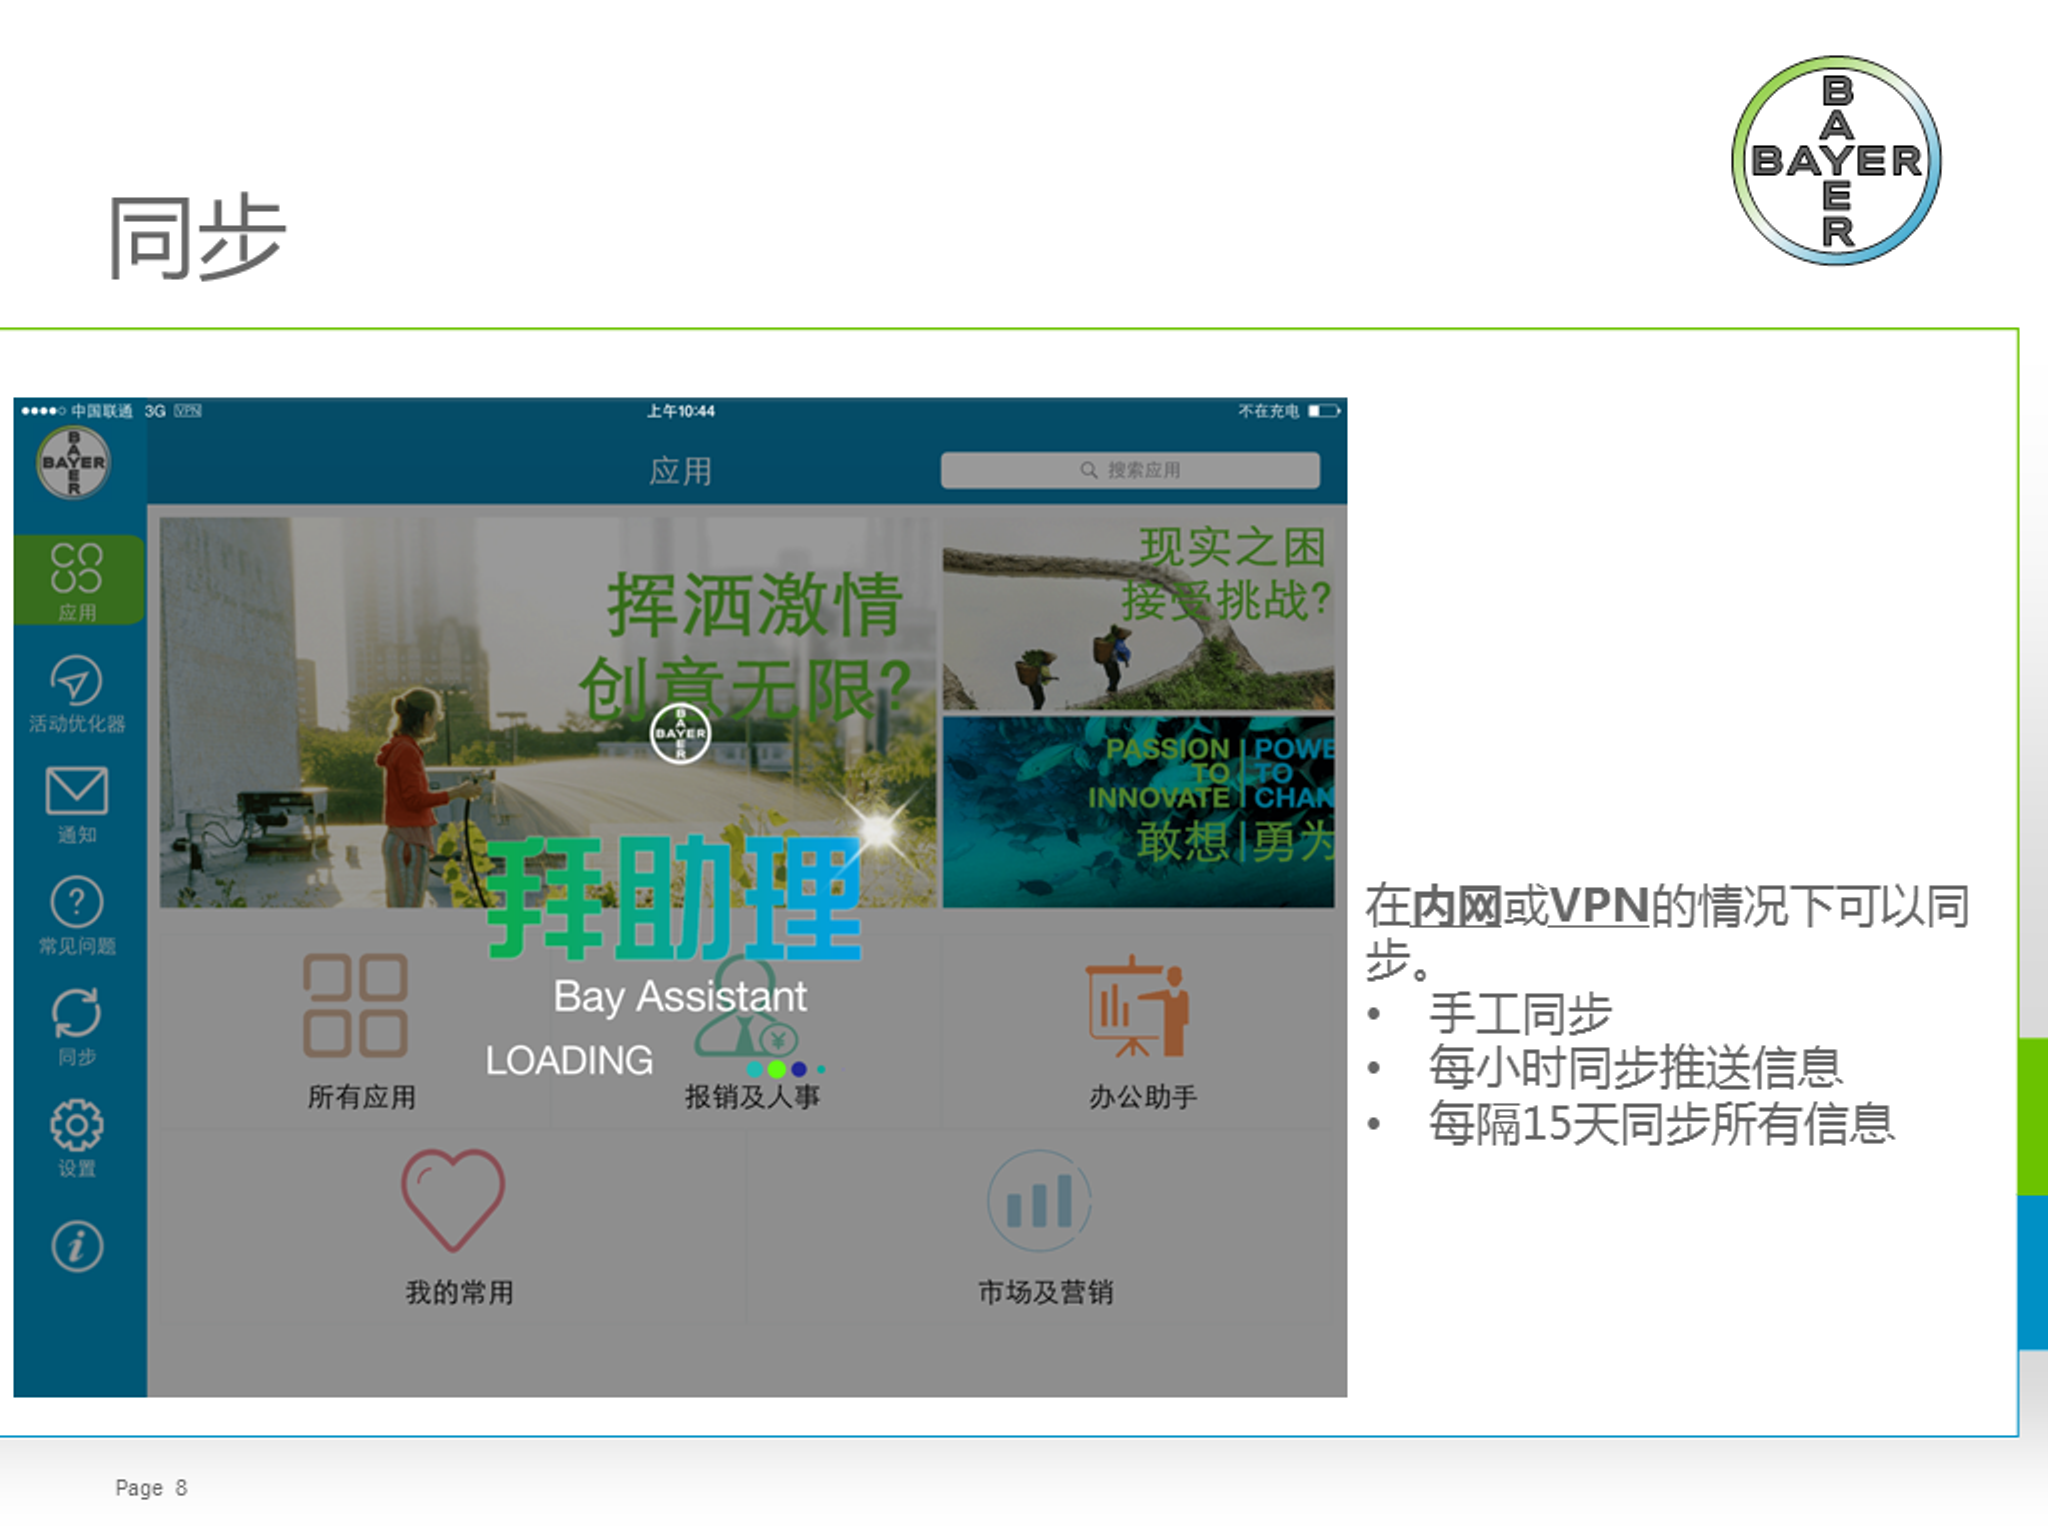 同步
BAYER
BAYER
中国联通 3G VPN
上午10:44
不在充电
BAYER
BAYER
应用
搜索应用
应用
活动优化器
通知
常见问题
同步
设置
挥洒激情
创意无限?
现实之困
接受挑战?
PASSION | POWE
TO | TO
INNOVATE | CHAN
敢想|勇为
BAYER
BAYER
拜助理
Bay Assistant
LOADING
所有应用
报销及人事
办公助手
我的常用
市场及营销
在内网或VPN的情况下可以同
步。
• 手工同步
• 每小时同步推送信息
• 每隔15天同步所有信息
Page 8